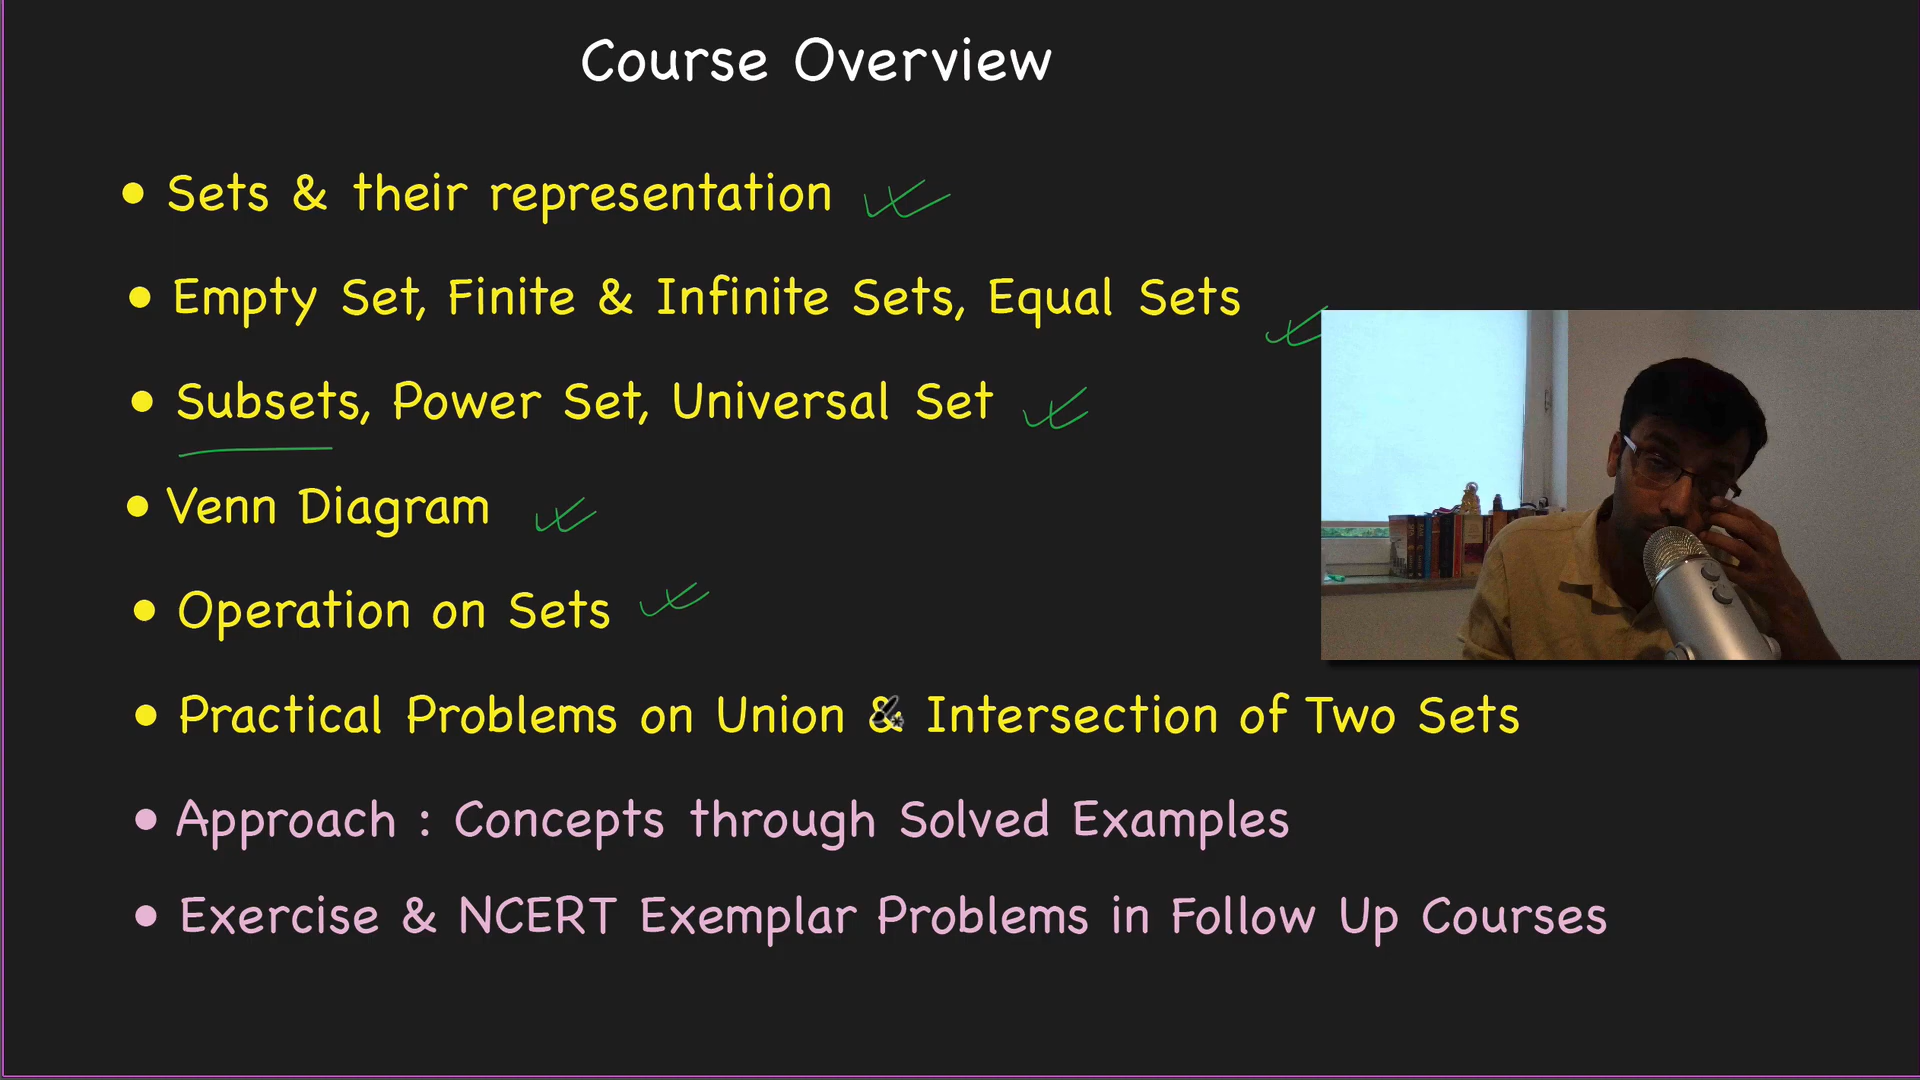 Course Overview
Sets & their representation
Empty Set, Finite & Infinite Sets, Equal Sets
Subsets, Power Set, Universal Set
Venn Diagram
Operation on Sets
Practical Problems on Union & Intersection of Two Sets
Approach : Concepts through Solved Examples
Exercise & NCERT Exemplar Problems in Follow Up Courses